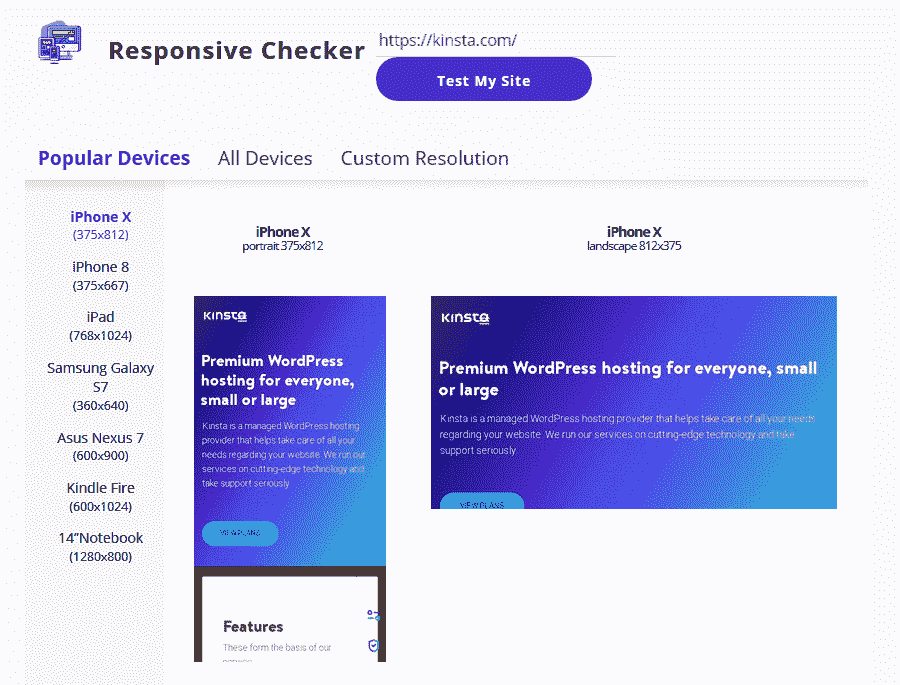 Responsive Checker
https://kinsta.com/
Test My Site
Popular Devices
All Devices
Custom Resolution
iPhone X
(375x812)
iPhone 8
(375x667)
iPad
(768x1024)
Samsung Galaxy
S7
(360x640)
Asus Nexus 7
(600x900)
Kindle Fire
(600x1024)
14”Notebook
(1280x800)
iPhone X
portrait 375x812
KINSTA
Premium WordPress
hosting for everyone,
small or large
Kinsta is a managed WordPress hosting
provider that helps take care of all your
needs regarding your website. We run our
services on cutting-edge technology and
take support seriously
VIEW PLANS
Features
These form the basis of our
iPhone X
landscape 812x375
KINSTA
Premium WordPress hosting for everyone, small
or large
Kinsta is a managed WordPress hosting provider that helps take care of all your needs
regarding your website. We run our services on cutting-edge technology and take
support seriously
VIEW PLANS